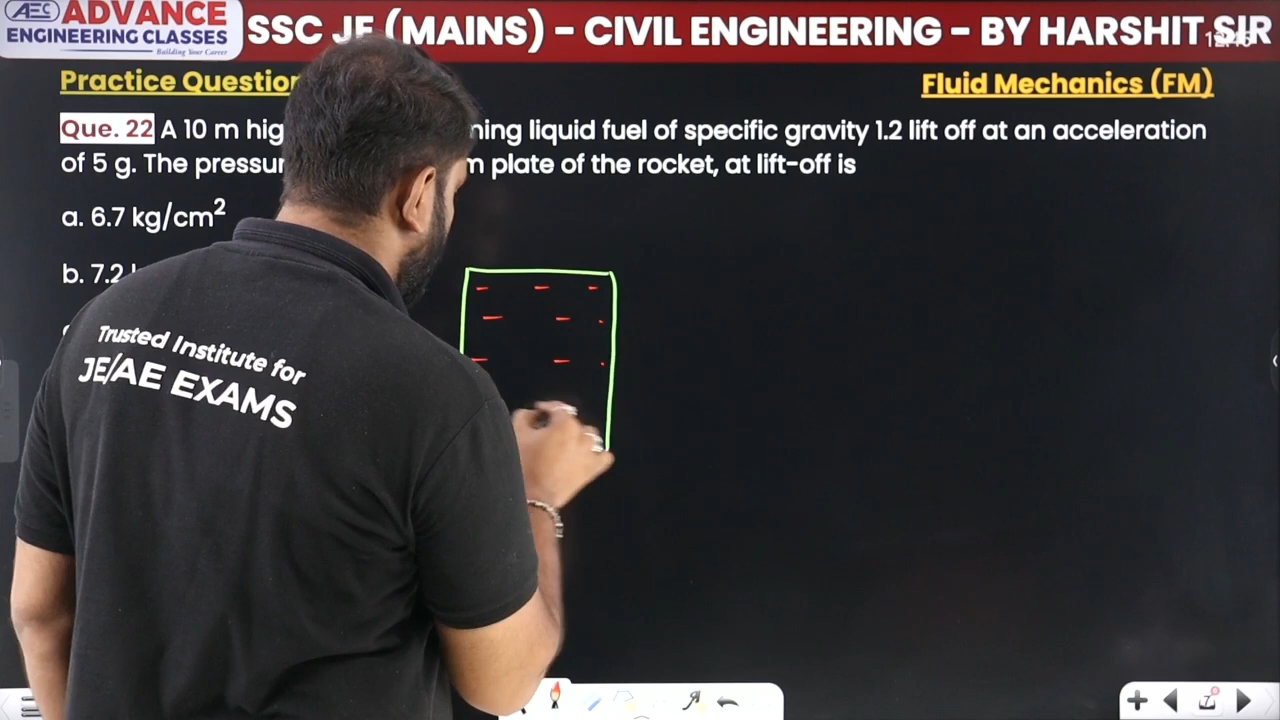 AEC ADVANCE
ENGINEERING CLASSES
Building Your Career
SSC JE (MAINS) - CIVIL ENGINEERING - BY HARSHIT SIR
Practice Question
Fluid Mechanics (FM)
Que. 22 A 10 m hig ning liquid fuel of specific gravity 1.2 lift off at an acceleration
of 5 g. The pressur m plate of the rocket, at lift-off is
a. 6.7 kg/cm²
b. 7.2
Trusted Institute for
JE/AE EXAMS